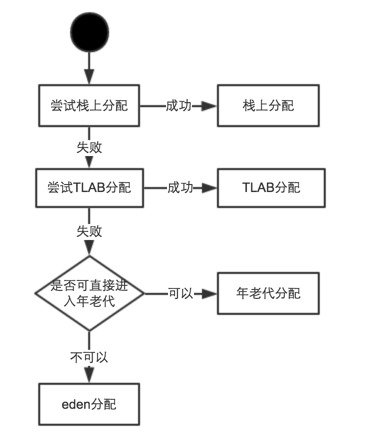 尝试栈上分配
成功
栈上分配
失败
尝试TLAB分配
成功
TLAB分配
失败
是否可直接进
入年老代
可以
年老代分配
不可以
eden分配